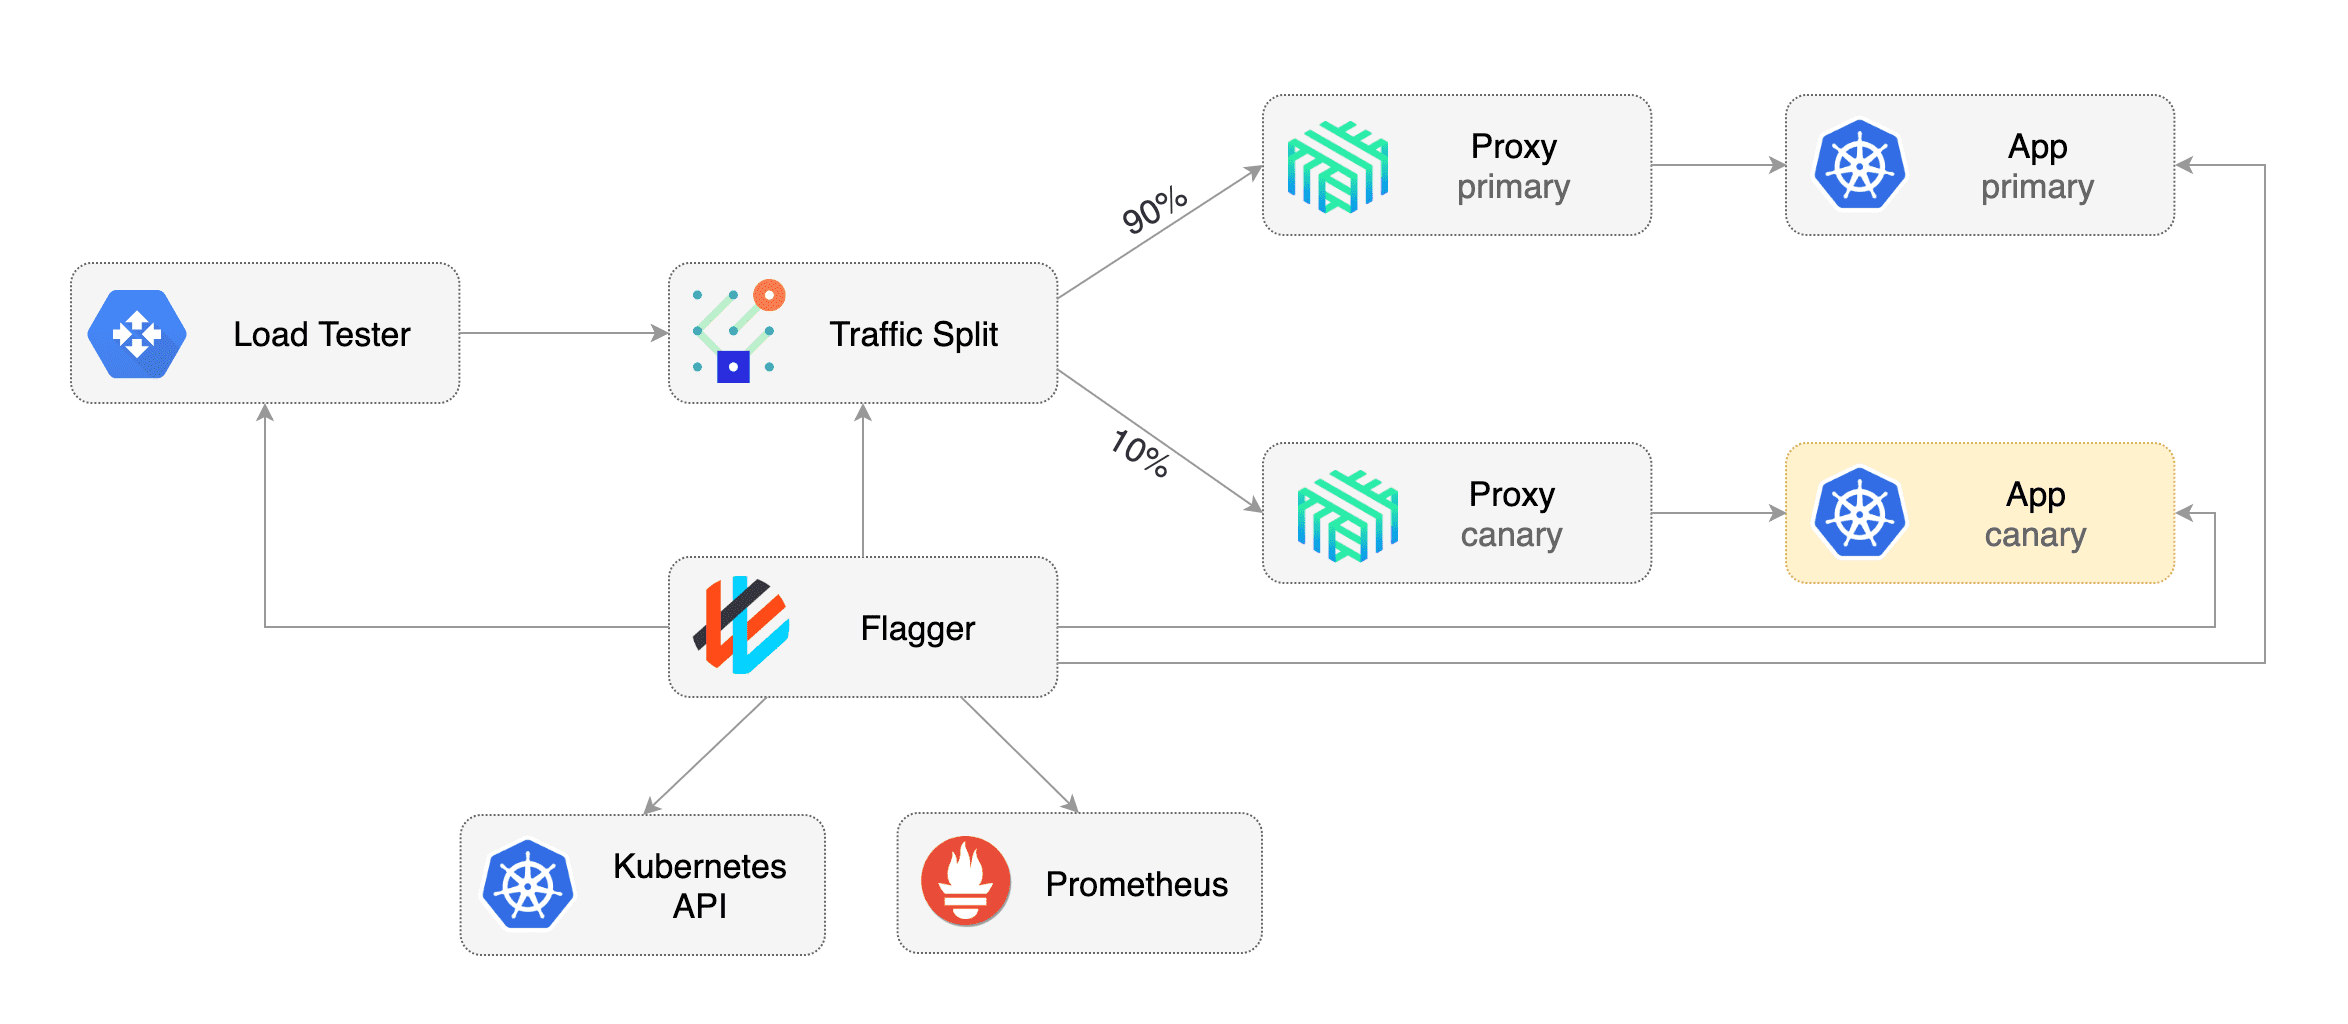 Proxy
primary
App
primary
90%
Load Tester
Traffic Split
10%
Proxy
canary
App
canary
Flagger
Kubernetes
API
Prometheus